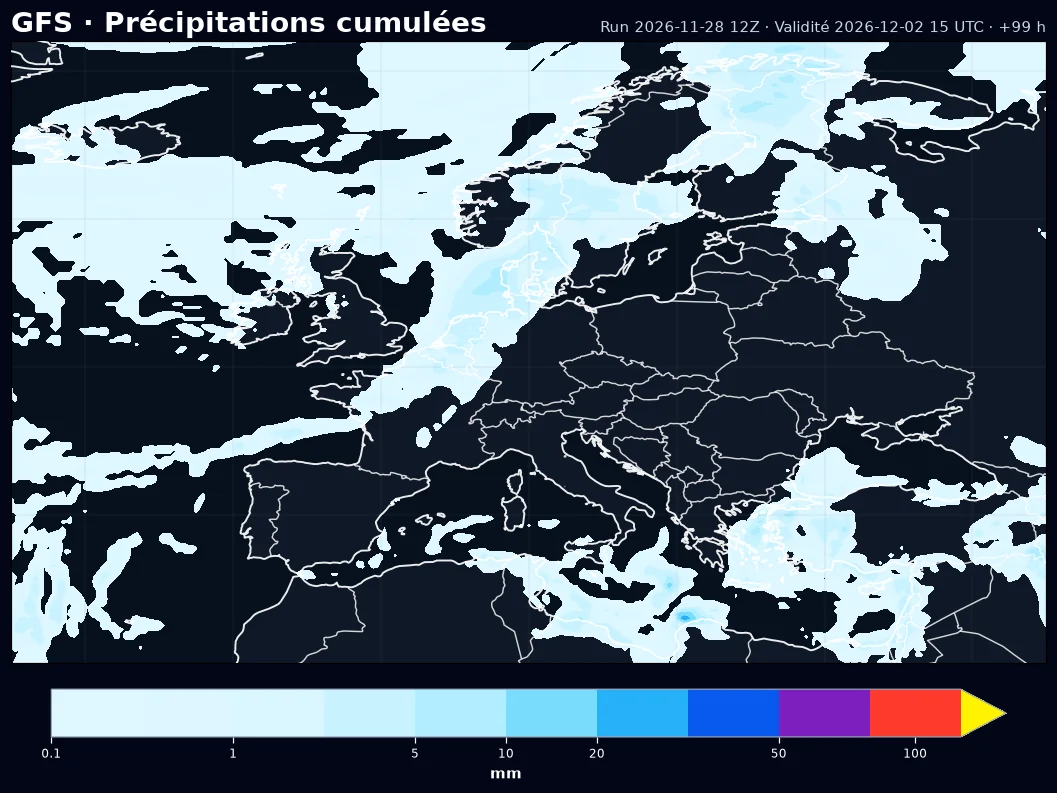 GFS · Précipitations cumulées
Run 2026-11-28 12Z · Validité 2026-12-02 15 UTC · +99 h
0.1 1 5 10 20 50 100
mm